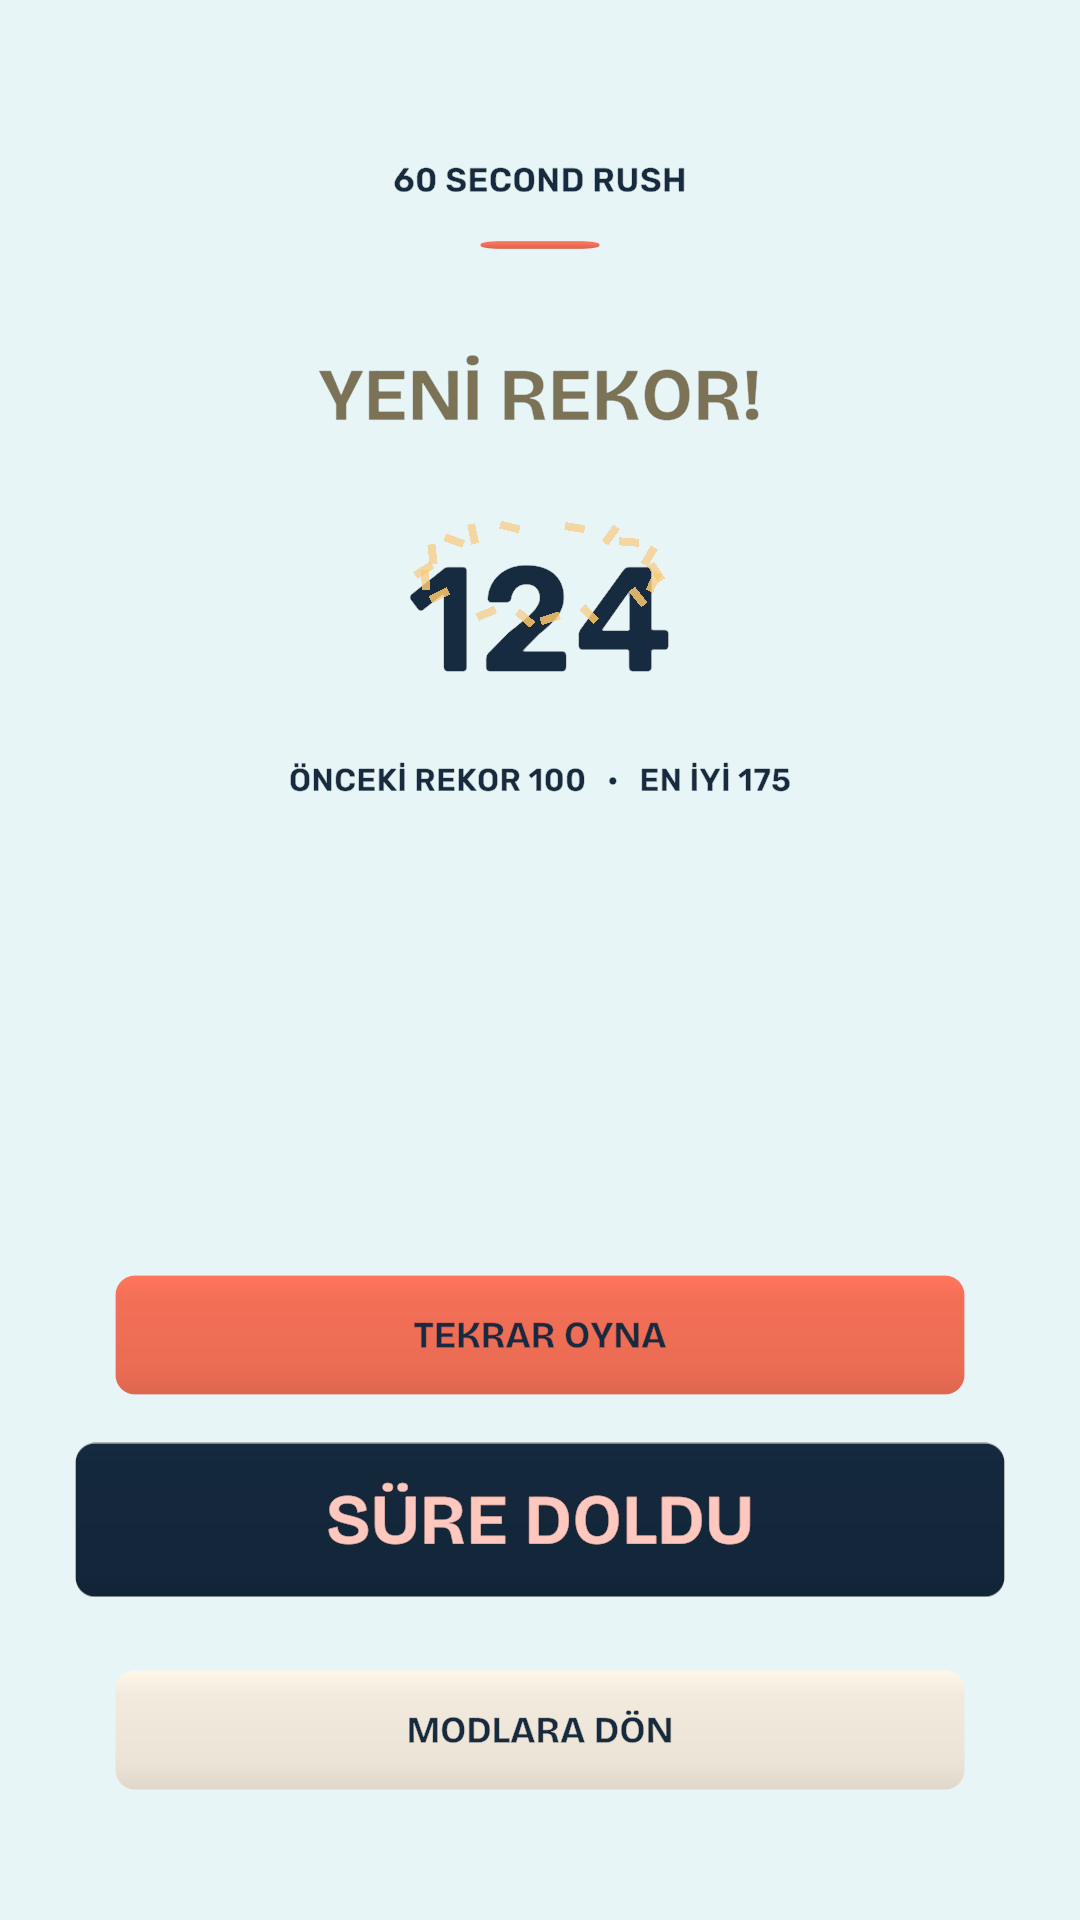 60 SECOND RUSH
YENİ REKOR!
124
ÖNCEKİ REKOR 100 · EN İYİ 175
TEKRAR OYNA
SÜRE DOLDU
MODLARA DÖN